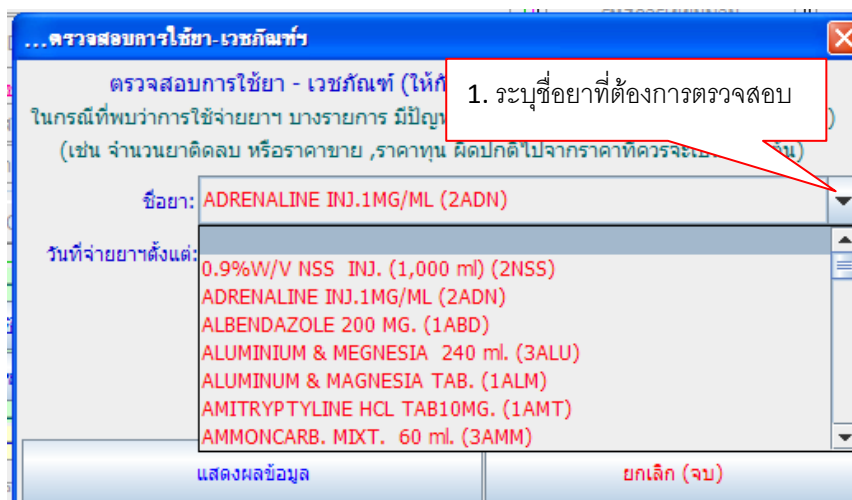 ...ตรวจสอบการใช้ยา-เวชภัณฑ์ฯ
ตรวจสอบการใช้ยา - เวชภัณฑ์
1. ระบุชื่อยาที่ต้องการตรวจสอบ
ในกรณีที่พบว่าการใช้จ่ายยาฯ บางรายการ
(เช่น จำนวนยาติดลบ หรือราคาขาย ,ราคาทุน ผิดปกติไปจากราคาที่ควรจะ
ชื่อยา: ADRENALINE INJ.1MG/ML (2ADN)
วันที่จ่ายยาฯตั้งแต่:
0.9%W/V NSS INJ. (1,000 ml) (2NSS)
ADRENALINE INJ.1MG/ML (2ADN)
ALBENDAZOLE 200 MG. (1ABD)
ALUMINIUM & MEGNESIA 240 ml. (3ALU)
ALUMINUM & MAGNESIA TAB. (1ALM)
AMITRYPTYLINE HCL TAB10MG. (1AMT)
AMMONCARB. MIXT. 60 ml. (3AMM)
แสดงผลข้อมูล ยกเลิก (จบ)